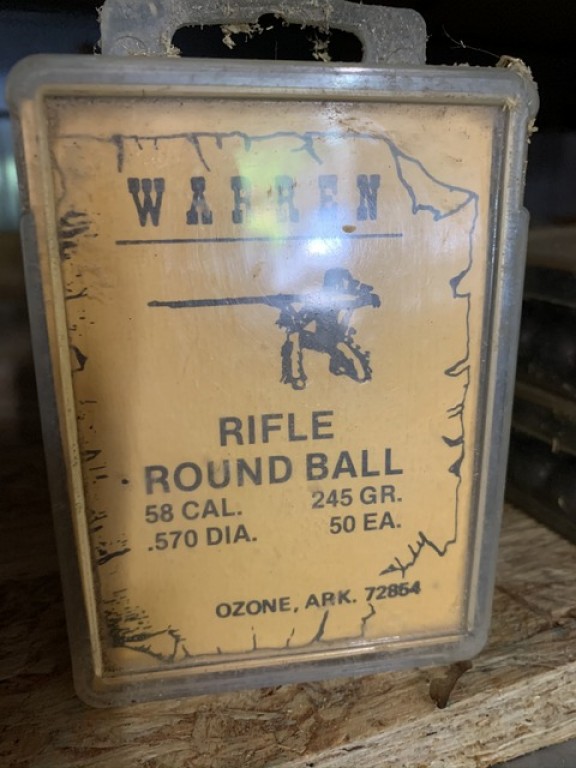 WARREN
RIFLE
ROUND BALL
58 CAL. 245 GR.
.570 DIA. 50 EA.
OZONE, ARK. 72854